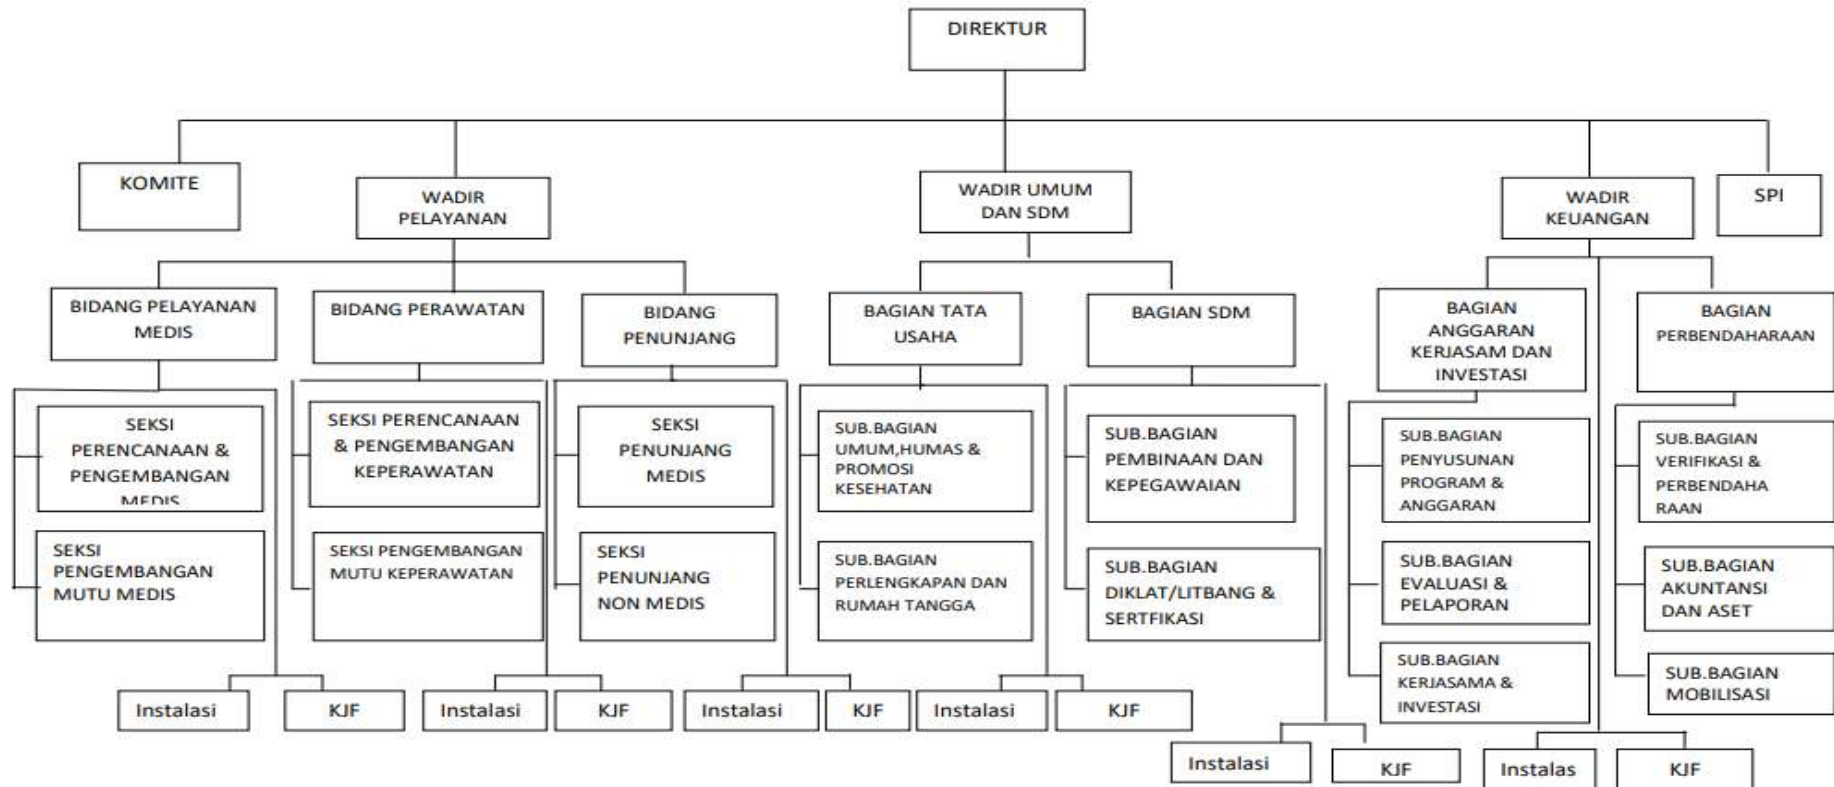 DIREKTUR
KOMITE
WADIR
PELAYANAN
WADIR UMUM
DAN SDM
WADIR
KEUANGAN
SPI
BIDANG PELAYANAN
MEDIS
BIDANG PERAWATAN
BIDANG
PENUNJANG
BAGIAN TATA
USAHA
BAGIAN SDM
BAGIAN
ANGGARAN
KERJASAM DAN
INVESTASI
BAGIAN
PERBENDAHARAAN
SEKSI
PERENCANAAN &
PENGEMBANGAN
MEDIS
SEKSI PERENCANAAN
& PENGEMBANGAN
KEPERAWATAN
SEKSI
PENUNJANG
MEDIS
SUB.BAGIAN
UMUM,HUMAS &
PROMOSI
KESEHATAN
SUB.BAGIAN
PEMBINAAN DAN
KEPEGAWAIAN
SUB.BAGIAN
PENYUSUNAN
PROGRAM &
ANGGARAN
SUB.BAGIAN
VERIFIKASI &
PERBENDAHA
RAAN
SEKSI
PENGEMBANGAN
MUTU MEDIS
SEKSI PENGEMBANGAN
MUTU KEPERAWATAN
SEKSI
PENUNJANG
NON MEDIS
SUB.BAGIAN
PERLENGKAPAN DAN
RUMAH TANGGA
SUB.BAGIAN
DIKLAT/LITBANG &
SERTFIKASI
SUB.BAGIAN
EVALUASI &
PELAPORAN
SUB.BAGIAN
AKUNTANSI
DAN ASET
SUB.BAGIAN
KERJASAMA &
INVESTASI
SUB.BAGIAN
MOBILISASI
Instalasi
KJF
Instalasi
KJF
Instalasi
KJF
Instalasi
KJF
Instalasi
KJF
Instalas
KJF